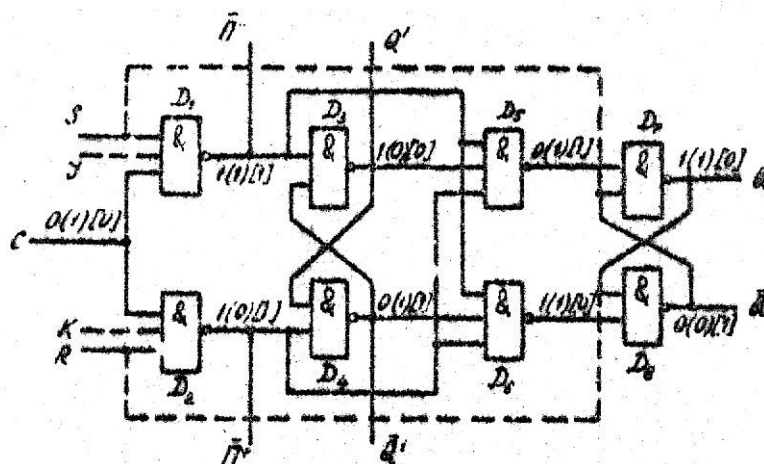 П̄ Q'
D₁ D₃ D₅ D₇
S & & & &
У 1(1)[1] 1(0)[0] 0(1)[1] 1(1)[0] Q
C 0(1)[0]
K & & & &
R 1(0)[1] 0(1)[1] 1(1)[0] 0(0)[1] Q̄
D₂ D₄ D₆ D₈
П̄' Q̄'